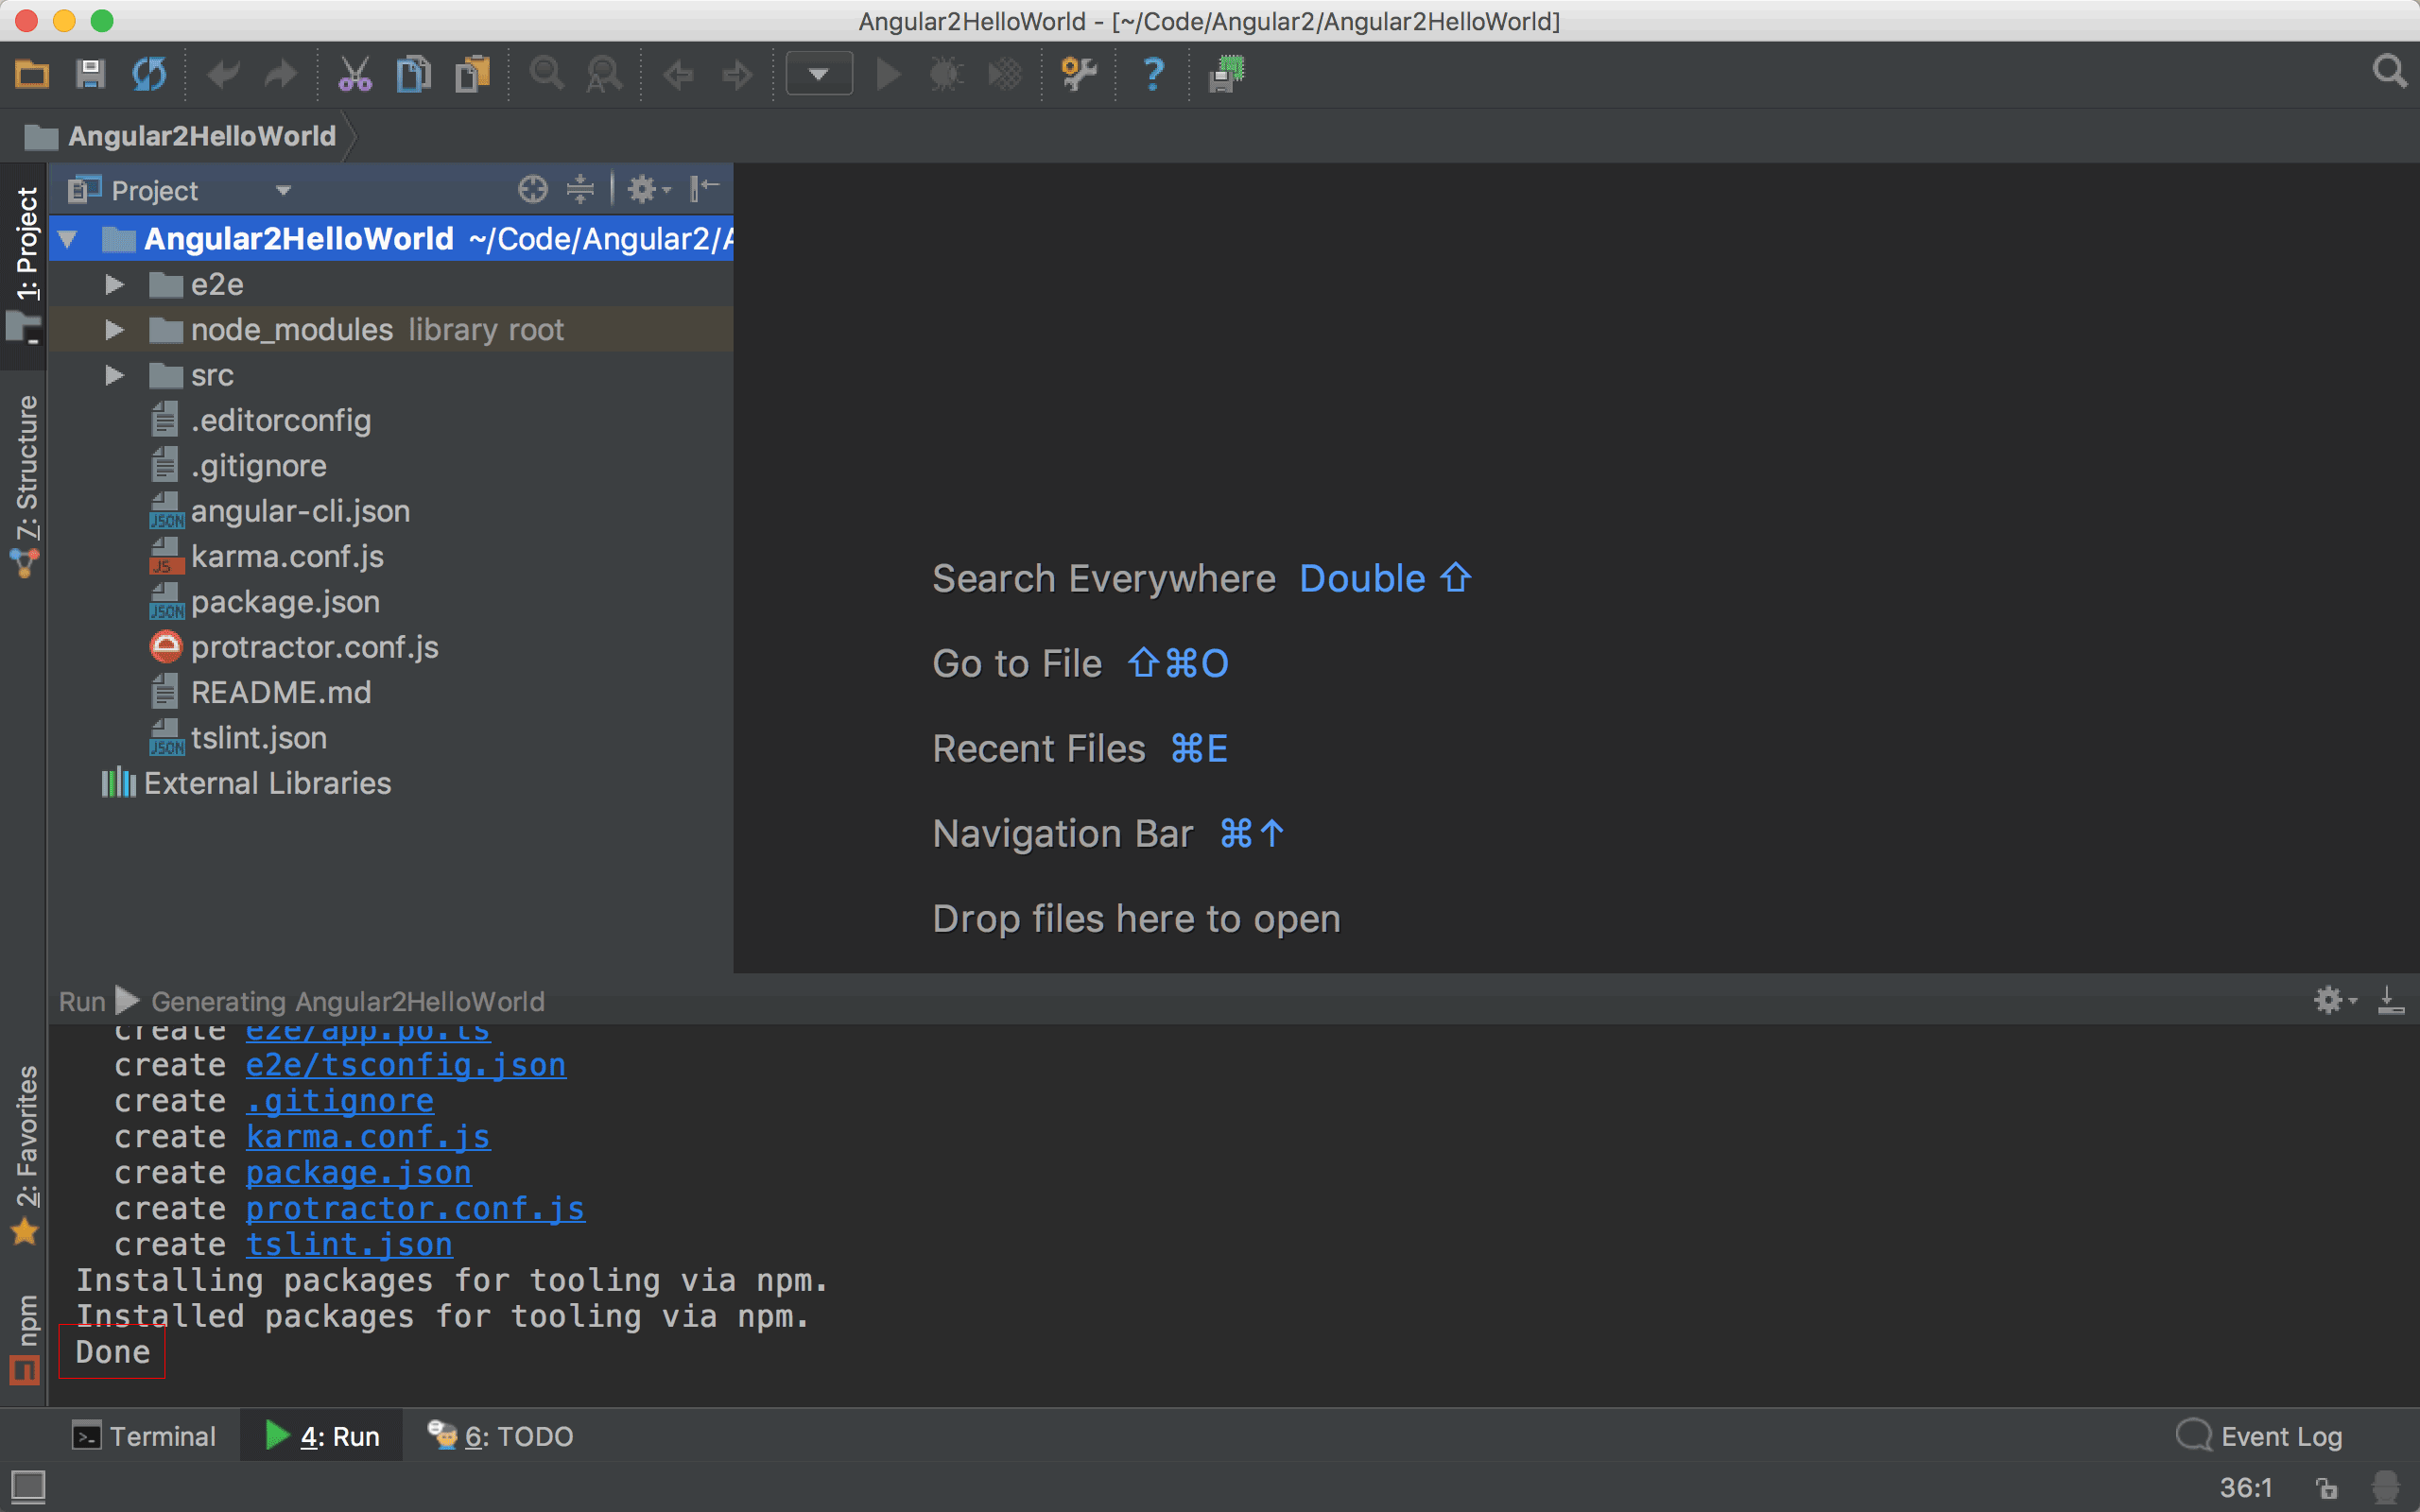 Angular2HelloWorld - [~/Code/Angular2/Angular2HelloWorld]
Angular2HelloWorld
1: Project
7: Structure
2: Favorites
npm
Project
Angular2HelloWorld ~/Code/Angular2/A
e2e
node_modules library root
src
.editorconfig
.gitignore
angular-cli.json
karma.conf.js
package.json
protractor.conf.js
README.md
tslint.json
External Libraries
Search Everywhere Double ⇧
Go to File ⇧⌘O
Recent Files ⌘E
Navigation Bar ⌘↑
Drop files here to open
Run Generating Angular2HelloWorld
create e2e/app.po.ts
create e2e/tsconfig.json
create .gitignore
create karma.conf.js
create package.json
create protractor.conf.js
create tslint.json
Installing packages for tooling via npm.
Installed packages for tooling via npm.
Done
Terminal
4: Run
6: TODO
Event Log
36:1